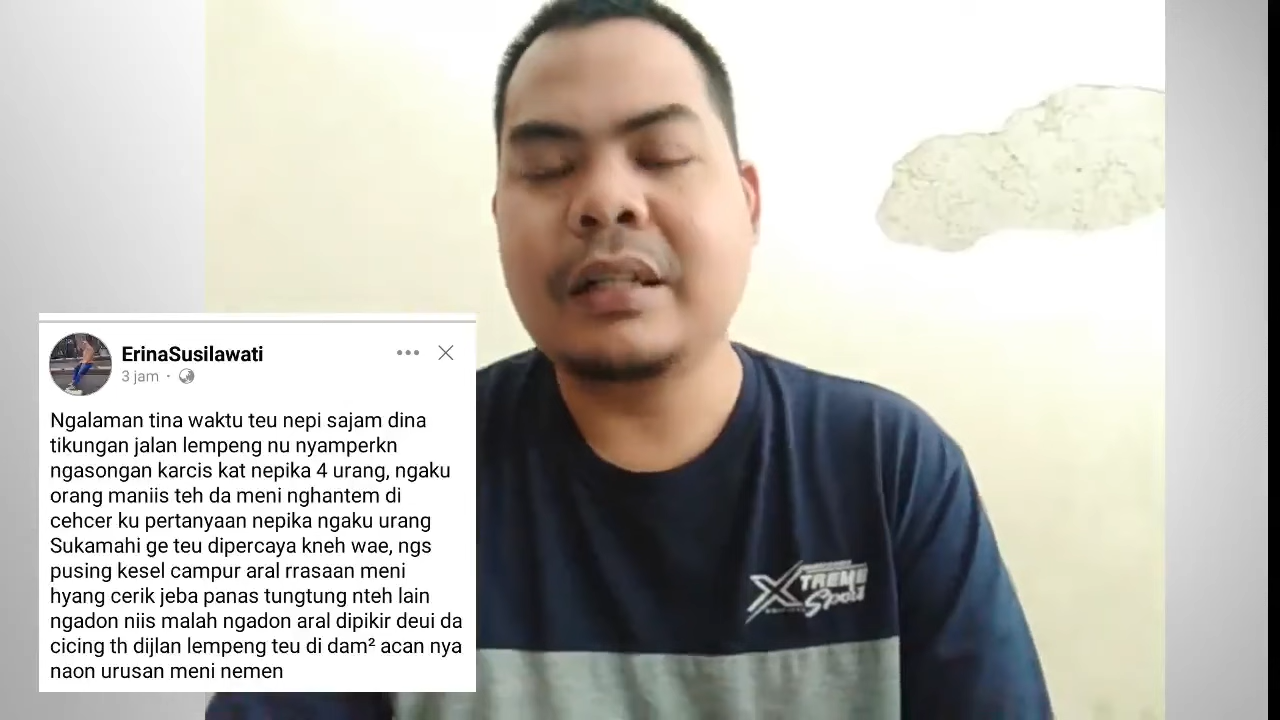 ErinaSusilawati
3 jam ·
Ngalaman tina waktu teu nepi sajam dina
tikungan jalan lempeng nu nyamperkn
ngasongan karcis kat nepika 4 urang, ngaku
orang maniis teh da meni nghantem di
cehcer ku pertanyaan nepika ngaku urang
Sukamahi ge teu dipercaya kneh wae, ngs
pusing kesel campur aral rrasaan meni
hyang cerik jeba panas tungtung nteh lain
ngadon niis malah ngadon aral dipikir deui da
cicing th dijlan lempeng teu di dam² acan nya
naon urusan meni nemen
XTREME
Sport